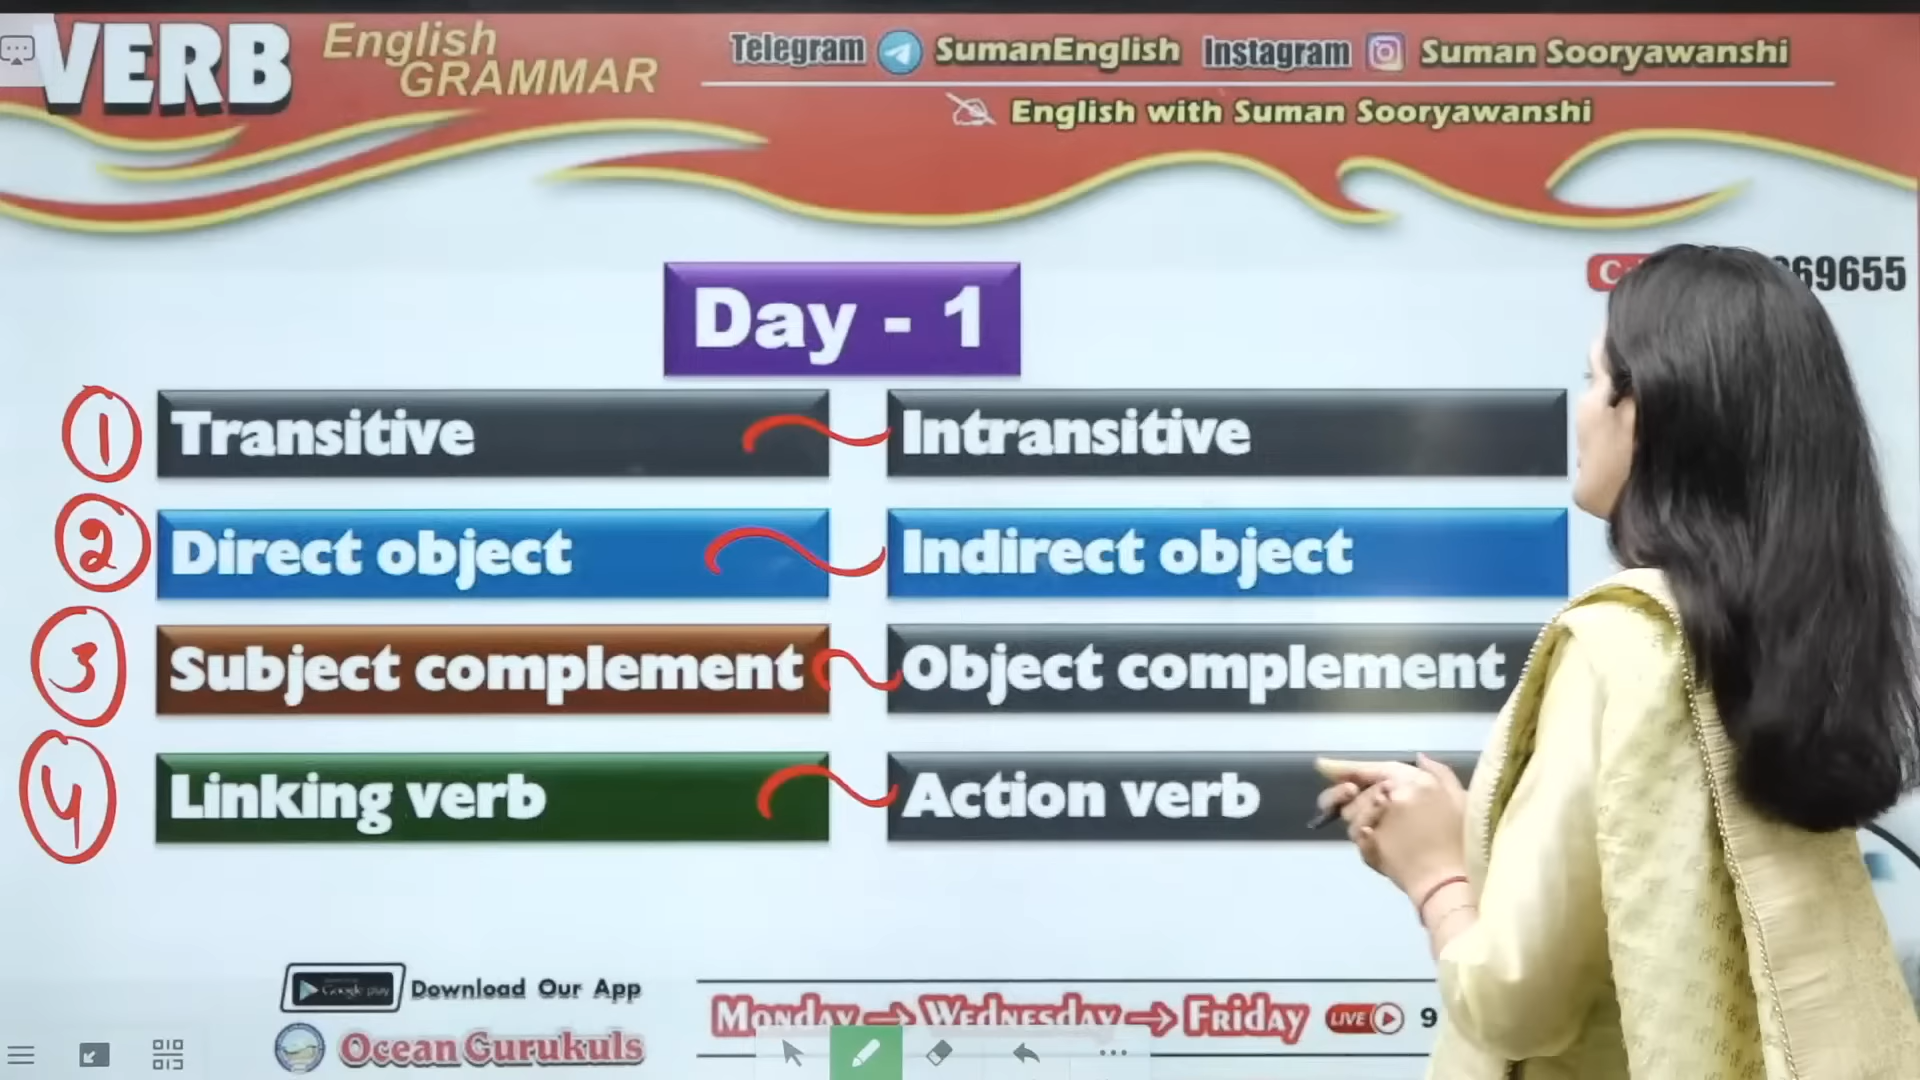 VERB
English
GRAMMAR
Telegram SumanEnglish Instagram Suman Sooryawanshi
English with Suman Sooryawanshi
69655
Day - 1
1 Transitive Intransitive
2 Direct object Indirect object
3 Subject complement Object complement
4 Linking verb Action verb
Google play Download Our App
Ocean Gurukuls
Monday → Wednesday → Friday LIVE 9